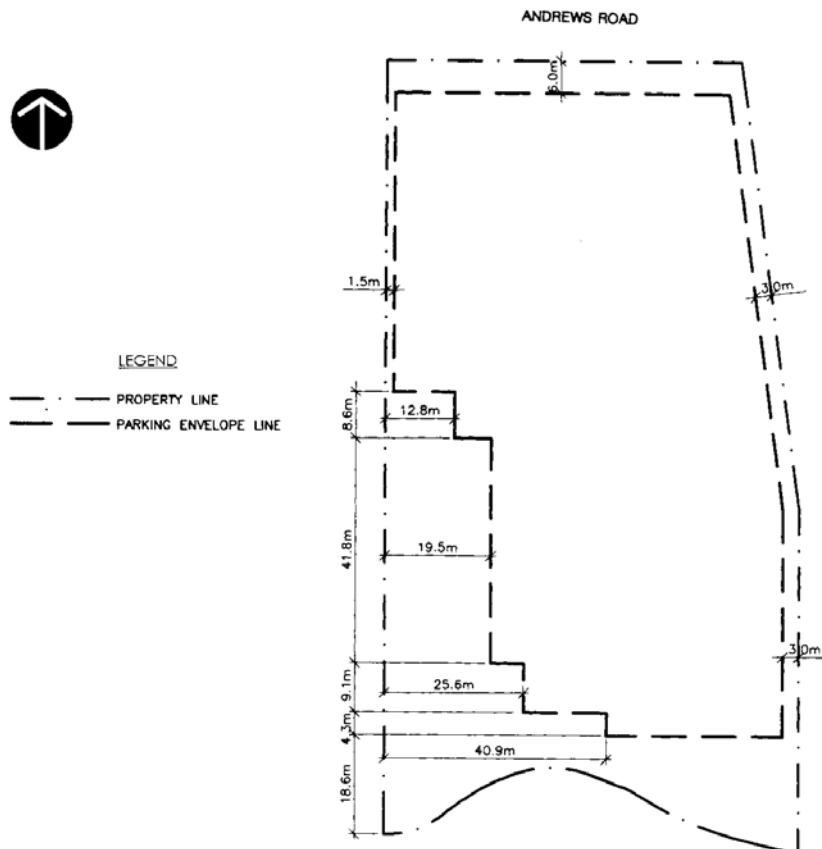 ANDREWS ROAD
6.0m
1.5m
3.0m
LEGEND
PROPERTY LINE
PARKING ENVELOPE LINE
8.6m
12.8m
41.8m
19.5m
3.0m
9.1m
25.6m
4.3m
40.9m
18.6m